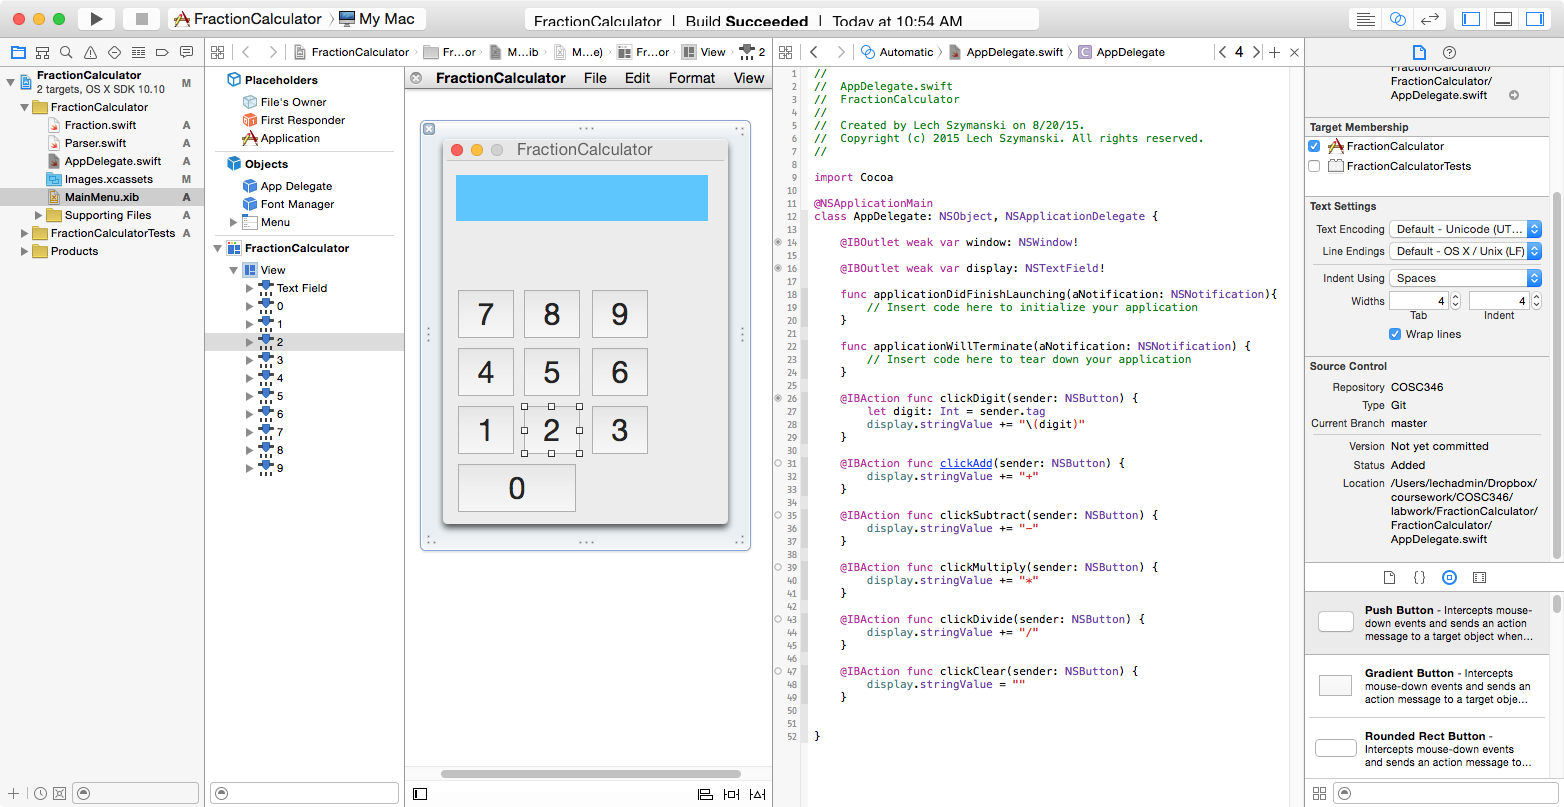 FractionCalculator
My Mac
FractionCalculator | Build Succeeded | Today at 10:54 AM
FractionCalculator
2 targets, OS X SDK 10.10
M
FractionCalculator
Fraction.swift
A
Parser.swift
A
AppDelegate.swift
A
Images.xcassets
M
MainMenu.xib
A
Supporting Files
A
FractionCalculatorTests
A
Products
FractionCalculator
Fr...or
M...ib
M...e)
Fr...or
View
2
Placeholders
File's Owner
First Responder
Application
Objects
App Delegate
Font Manager
Menu
FractionCalculator
View
Text Field
0
1
2
3
4
5
6
7
8
9
FractionCalculator File Edit Format View
FractionCalculator
7 8 9
4 5 6
1 2 3
0
Automatic
AppDelegate.swift
AppDelegate
4
1 //
2 //  AppDelegate.swift
3 //  FractionCalculator
4 //
5 //  Created by Lech Szymanski on 8/20/15.
6 //  Copyright (c) 2015 Lech Szymanski. All rights reserved.
7 //
8
9 import Cocoa
10
11 @NSApplicationMain
12 class AppDelegate: NSObject, NSApplicationDelegate {
13
14     @IBOutlet weak var window: NSWindow!
15
16     @IBOutlet weak var display: NSTextField!
17
18     func applicationDidFinishLaunching(aNotification: NSNotification){
19         // Insert code here to initialize your application
20     }
21
22     func applicationWillTerminate(aNotification: NSNotification) {
23         // Insert code here to tear down your application
24     }
25
26     @IBAction func clickDigit(sender: NSButton) {
27         let digit: Int = sender.tag
28         display.stringValue += "\(digit)"
29     }
30
31     @IBAction func clickAdd(sender: NSButton) {
32         display.stringValue += "+"
33     }
34
35     @IBAction func clickSubtract(sender: NSButton) {
36         display.stringValue += "-"
37     }
38
39     @IBAction func clickMultiply(sender: NSButton) {
40         display.stringValue += "*"
41     }
42
43     @IBAction func clickDivide(sender: NSButton) {
44         display.stringValue += "/"
45     }
46
47     @IBAction func clickClear(sender: NSButton) {
48         display.stringValue = ""
49     }
50
51
52 }
FractionCalculator/
FractionCalculator/
AppDelegate.swift
Target Membership
FractionCalculator
FractionCalculatorTests
Text Settings
Text Encoding Default - Unicode (UT...
Line Endings Default - OS X / Unix (LF)
Indent Using Spaces
Widths 4 4
Tab Indent
Wrap lines
Source Control
Repository COSC346
Type Git
Current Branch master
Version Not yet committed
Status Added
Location /Users/lechadmin/Dropbox/
coursework/COSC346/
labwork/FractionCalculator/
FractionCalculator/
AppDelegate.swift
{}
Push Button - Intercepts mouse-
down events and sends an action
message to a target object when...
Gradient Button - Intercepts
mouse-down events and sends an
action message to a target obje...
Rounded Rect Button -
Intercepts mouse-down events
and sends an action message to...